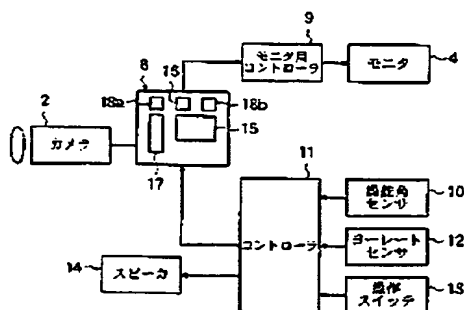 9
モニタ用
コントローラ
モニタ
4
8
18a
18b
15
17
2
カメラ
11
コントローラ
操舵角
センサ
10
ヨーレート
センサ
12
14
スピーカ
操作
スイッチ
13